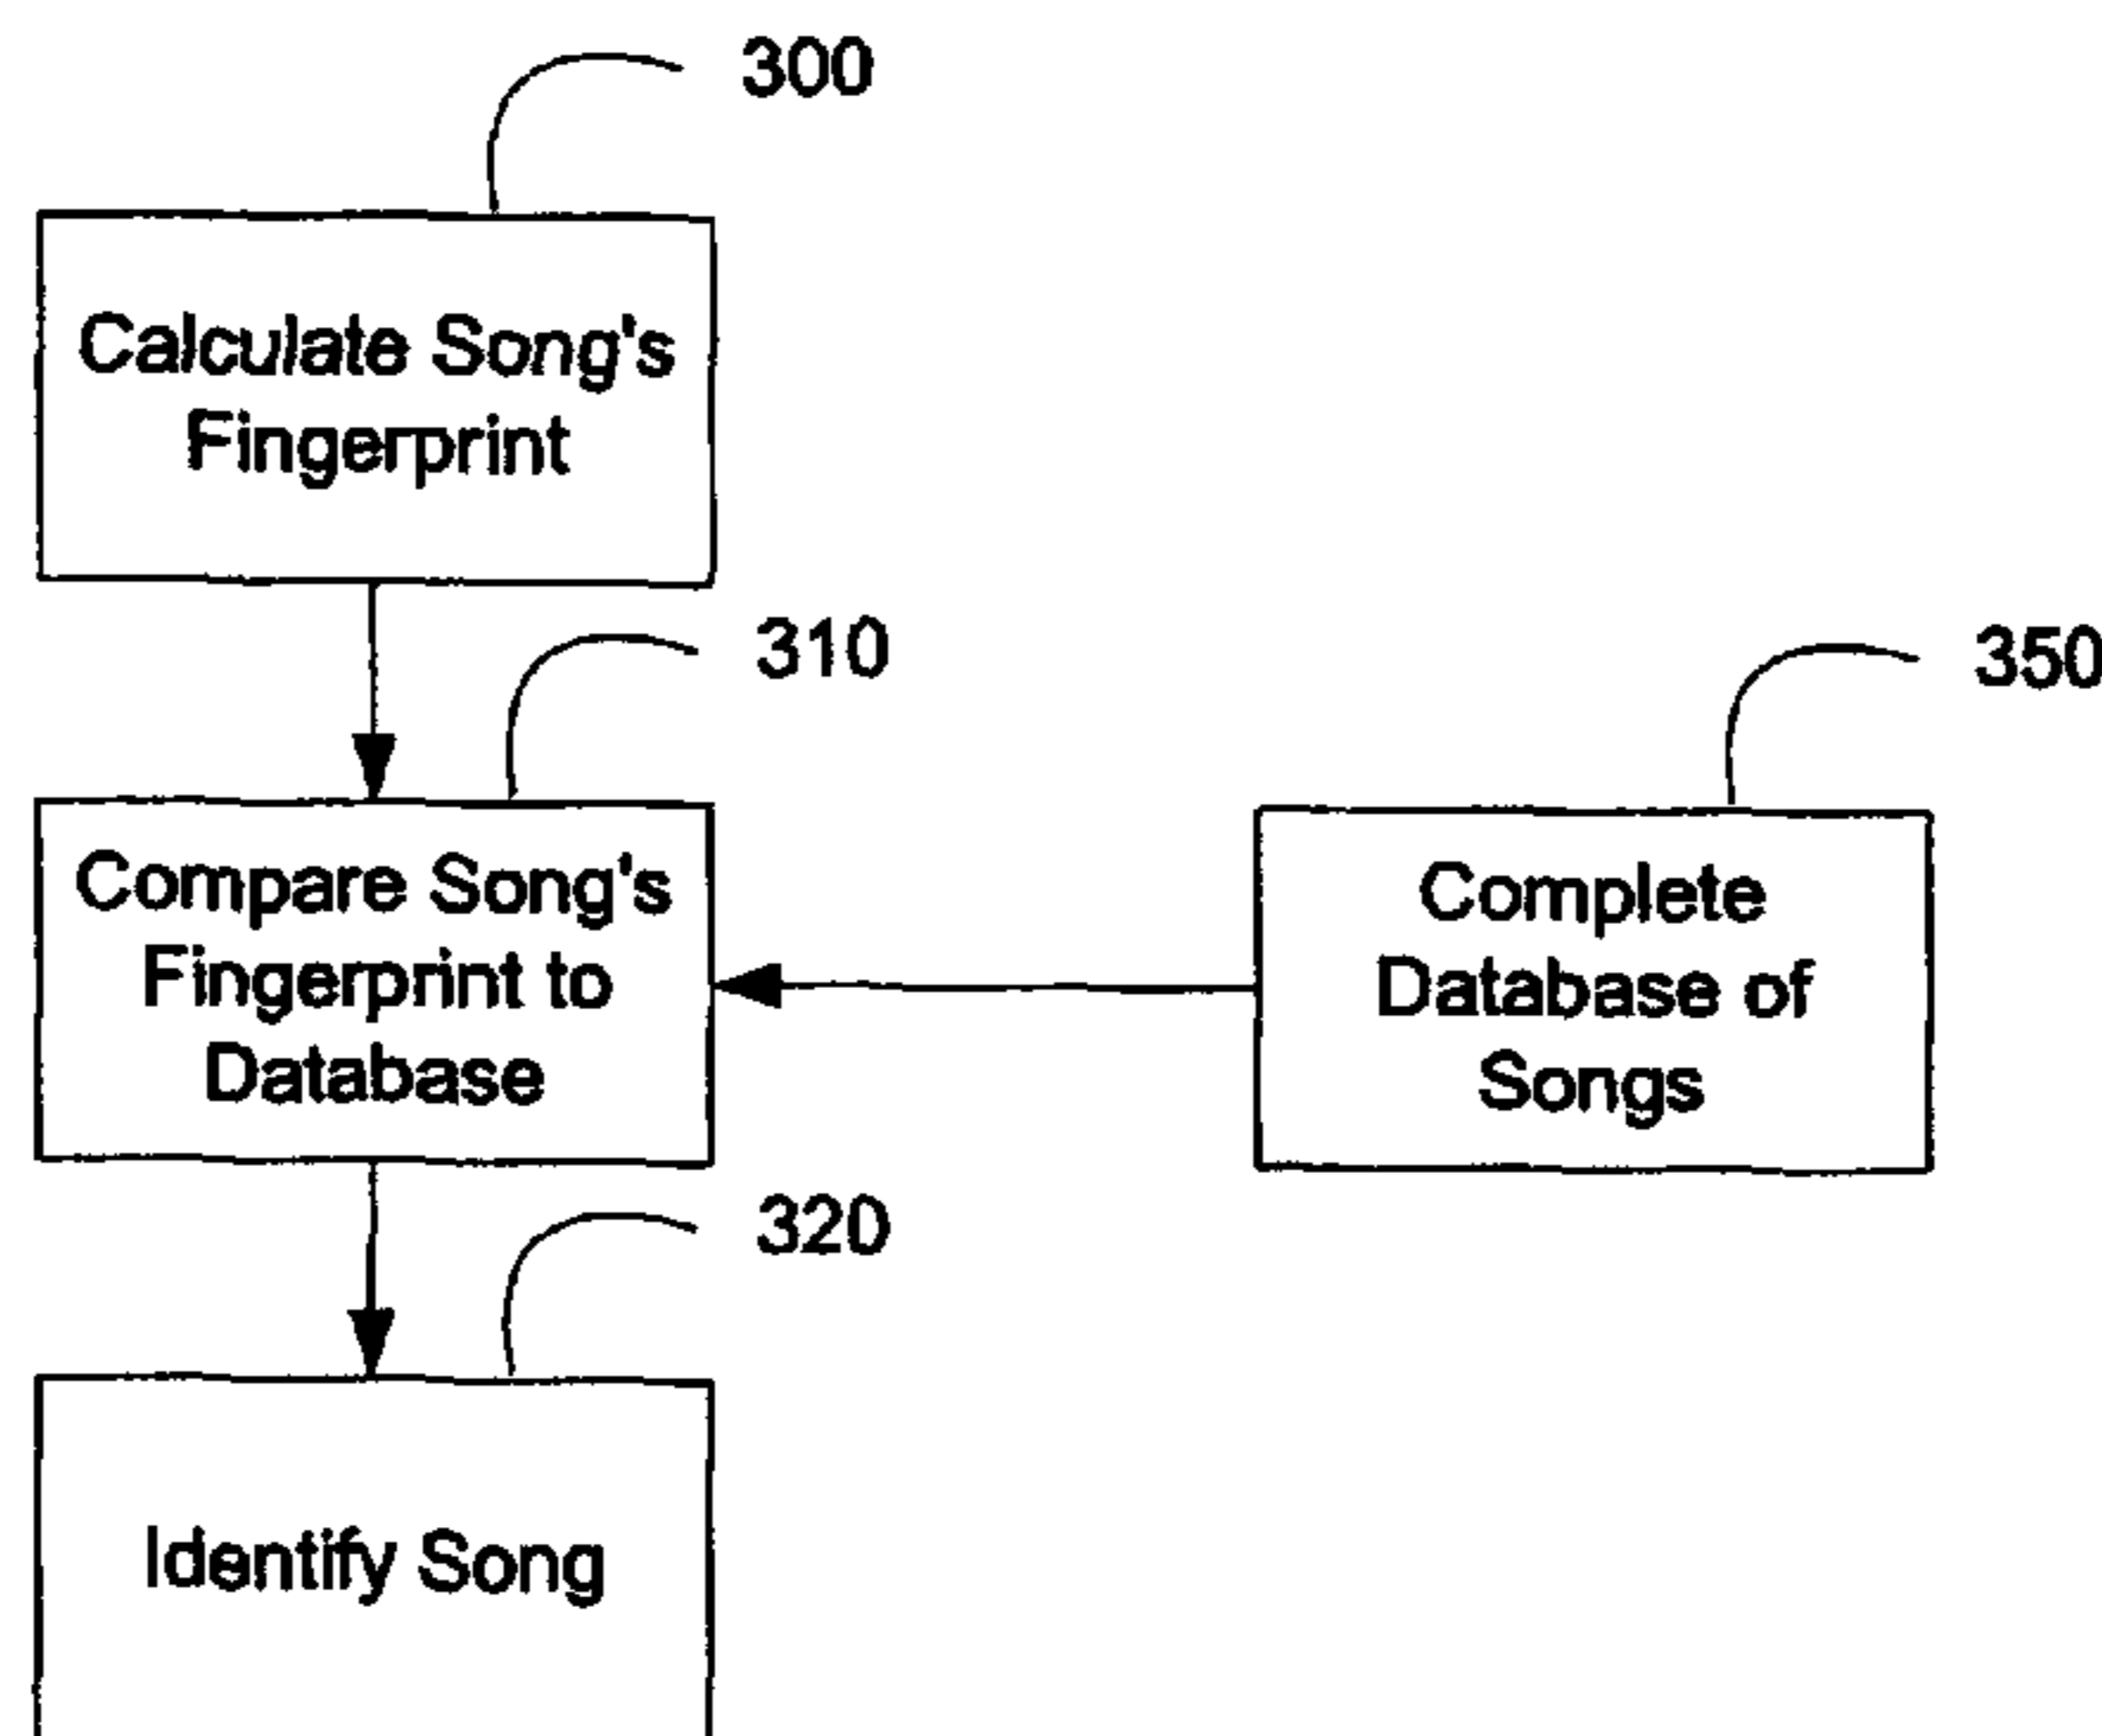 300
Calculate Song's
Fingerprint
310
350
Compare Song's
Fingerprint to
Database
Complete
Database of
Songs
320
Identify Song